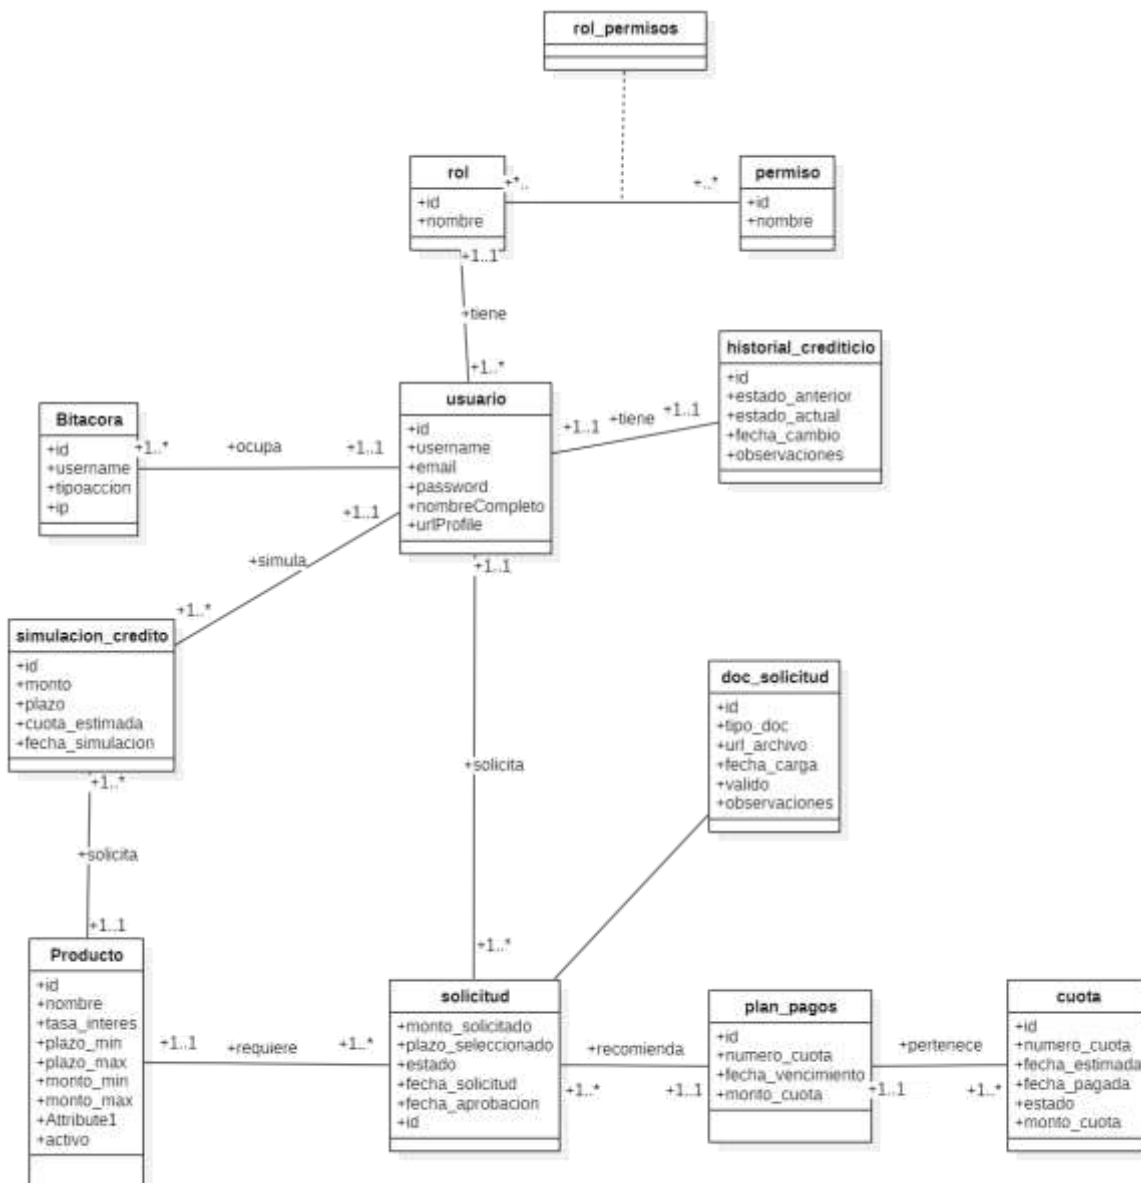 rol_permisos
rol
+id
+nombre
+*..
+..*
permiso
+id
+nombre
+1..1
+tiene
+1..*
historial_crediticio
+id
+estado_anterior
+estado_actual
+fecha_cambio
+observaciones
usuario
+id
+username
+email
+password
+nombreCompleto
+urlProfile
+1..1
+tiene
+1..1
Bitacora
+id
+username
+tipoaccion
+ip
+1..*
+ocupa
+1..1
+1..1
+simula
+1..*
+1..1
simulacion_credito
+id
+monto
+plazo
+cuota_estimada
+fecha_simulacion
+1..*
+solicita
+1..1
+solicita
+1..*
doc_solicitud
+id
+tipo_doc
+url_archivo
+fecha_carga
+valido
+observaciones
Producto
+id
+nombre
+tasa_interes
+plazo_min
+plazo_max
+monto_min
+monto_max
+Attribute1
+activo
+1..1
+requiere
+1..*
solicitud
+monto_solicitado
+plazo_seleccionado
+estado
+fecha_solicitud
+fecha_aprobacion
+id
+recomienda
+1..*
+1..1
plan_pagos
+id
+numero_cuota
+fecha_vencimiento
+monto_cuota
+pertenece
+1..1
+1..*
cuota
+id
+numero_cuota
+fecha_estimada
+fecha_pagada
+estado
+monto_cuota